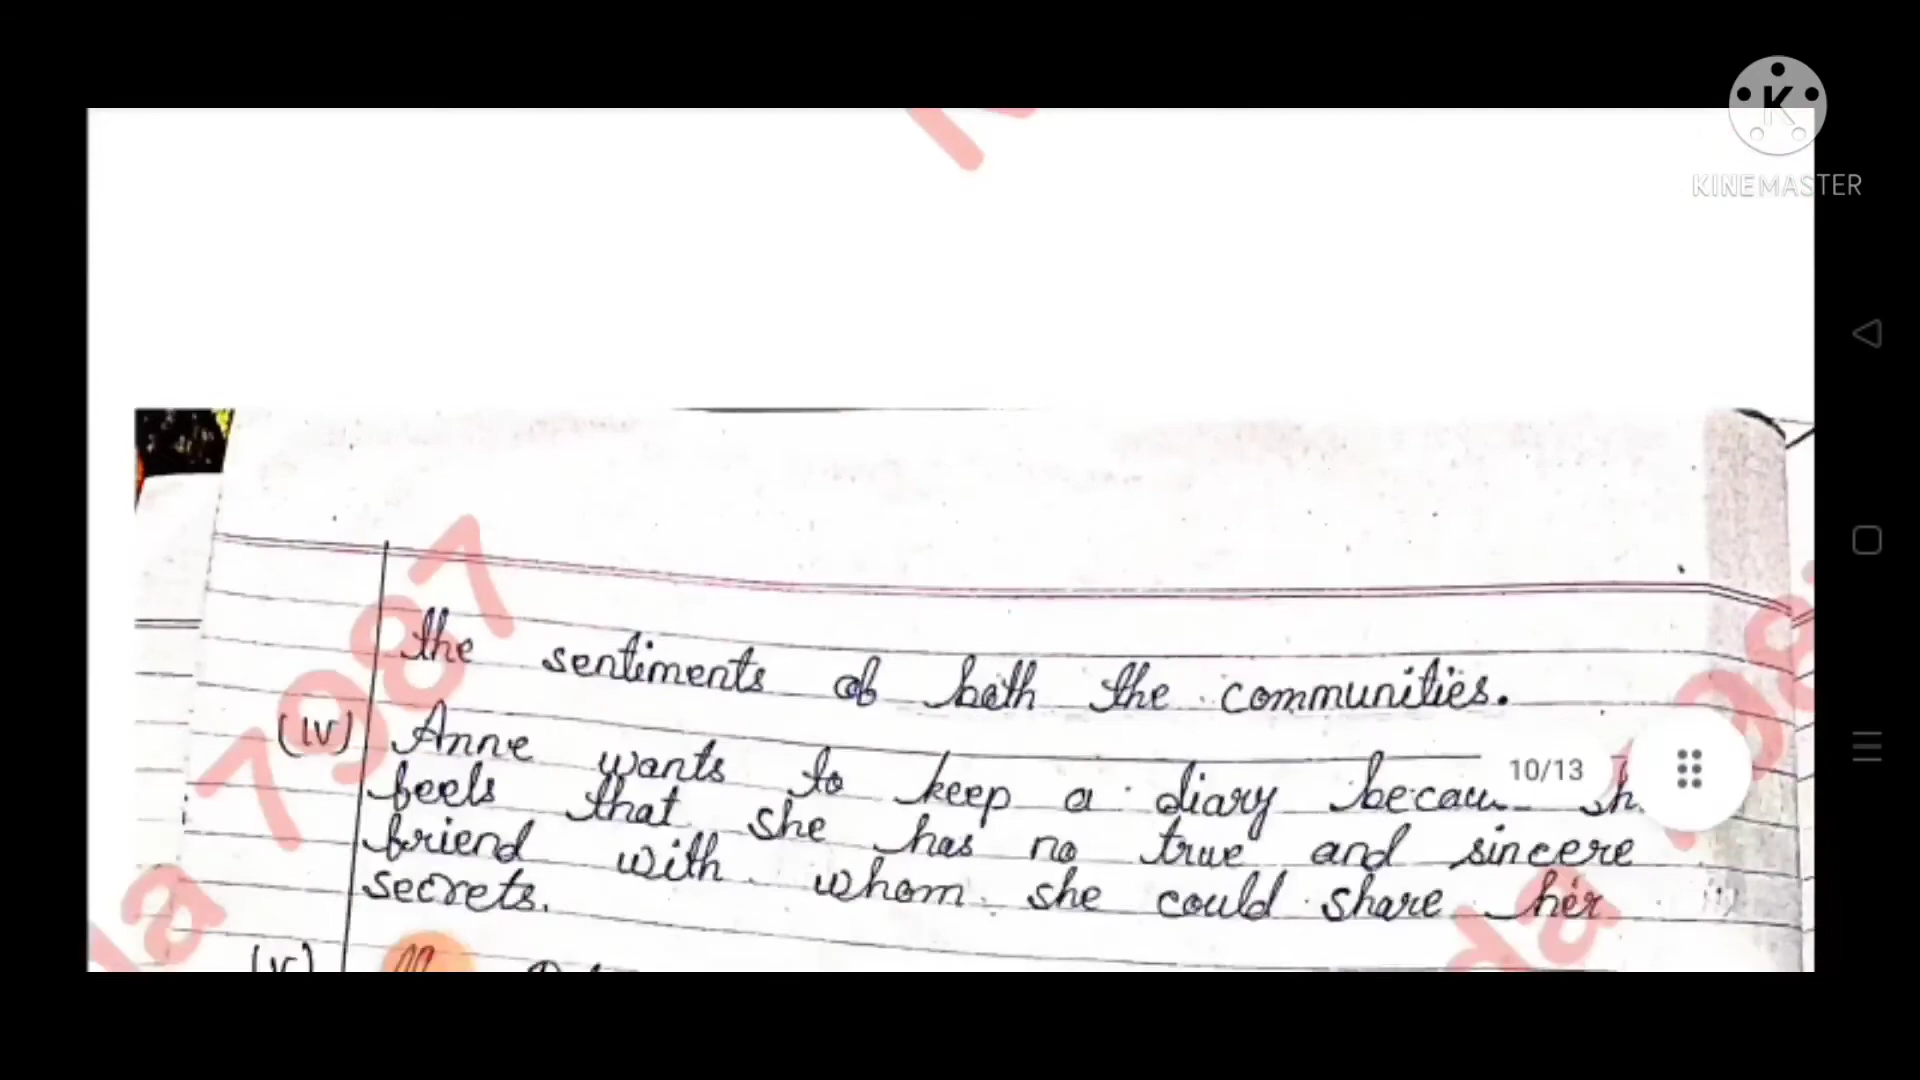 KINEMASTER
the sentiments of both the communities.
(IV) Anne wants to keep a diary
feels that she has no true and sincere
friend with whom she could share her
secrets.
(V)
10/13
7987